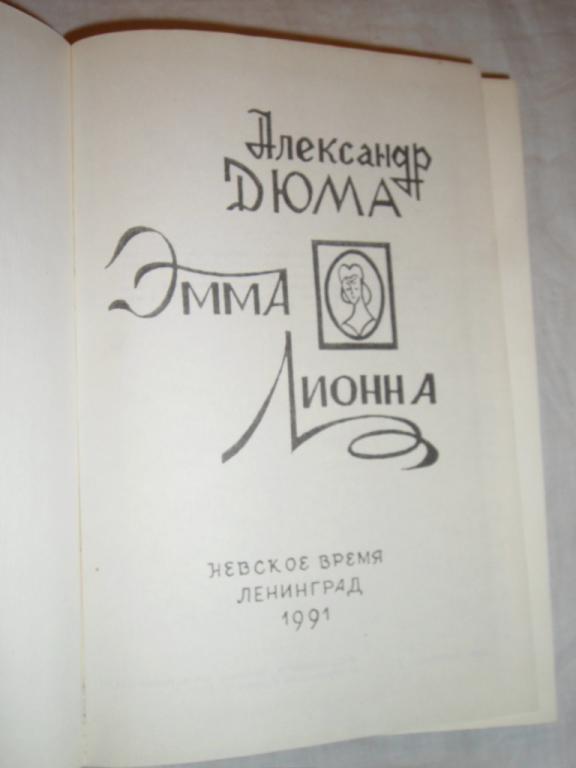 Александр
ДЮМА
ЭММА
ЛИОННА
НЕВСКОЕ ВРЕМЯ
ЛЕНИНГРАД
1991